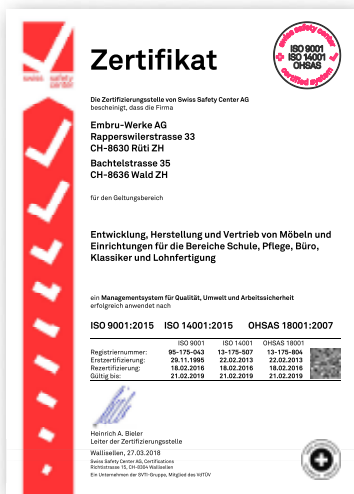 Zertifikat
swiss safety center
ISO 9001
ISO 14001
OHSAS
certified system
swiss safety
center
Die Zertifizierungsstelle von Swiss Safety Center AG
bescheinigt, dass die Firma
Embru-Werke AG
Rapperswilerstrasse 33
CH-8630 Rüti ZH
Bachtelstrasse 35
CH-8636 Wald ZH
für den Geltungsbereich
Entwicklung, Herstellung und Vertrieb von Möbeln und
Einrichtungen für die Bereiche Schule, Pflege, Büro,
Klassiker und Lohnfertigung
ein Managementsystem für Qualität, Umwelt und Arbeitssicherheit
erfolgreich anwendet nach
ISO 9001:2015 ISO 14001:2015 OHSAS 18001:2007
ISO 9001 ISO 14001 OHSAS 18001
Registriernummer: 95-175-043 13-175-507 13-175-804
Erstzertifizierung: 29.11.1995 22.02.2013 22.02.2013
Rezertifizierung: 18.02.2016 18.02.2016 18.02.2016
Gültig bis: 21.02.2019 21.02.2019 21.02.2019
Heinrich A. Bieler
Leiter der Zertifizierungsstelle
Wallisellen, 27.03.2018
Swiss Safety Center AG, Certifications
Richtistrasse 15, CH-8304 Wallisellen
Ein Unternehmen der SVTI-Gruppe, Mitglied des VdTÜV